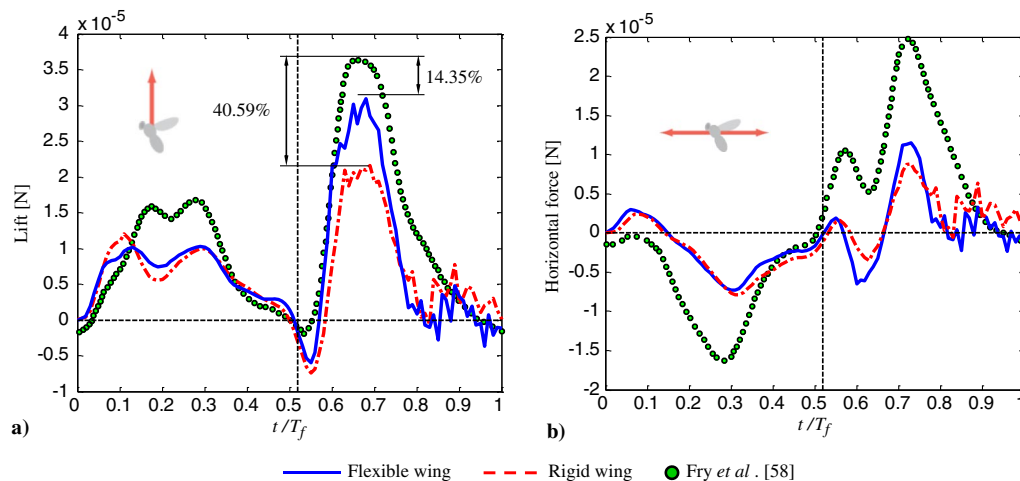 x 10^-5
4
3.5
3
2.5
2
1.5
1
0.5
0
-0.5
-1
Lift [N]
40.59%
14.35%
0 0.1 0.2 0.3 0.4 0.5 0.6 0.7 0.8 0.9 1
t/T_f
a)
x 10^-5
2.5
2
1.5
1
0.5
0
-0.5
-1
-1.5
-2
Horizontal force [N]
0 0.1 0.2 0.3 0.4 0.5 0.6 0.7 0.8 0.9 1
t/T_f
b)
Flexible wing Rigid wing Fry et al . [58]